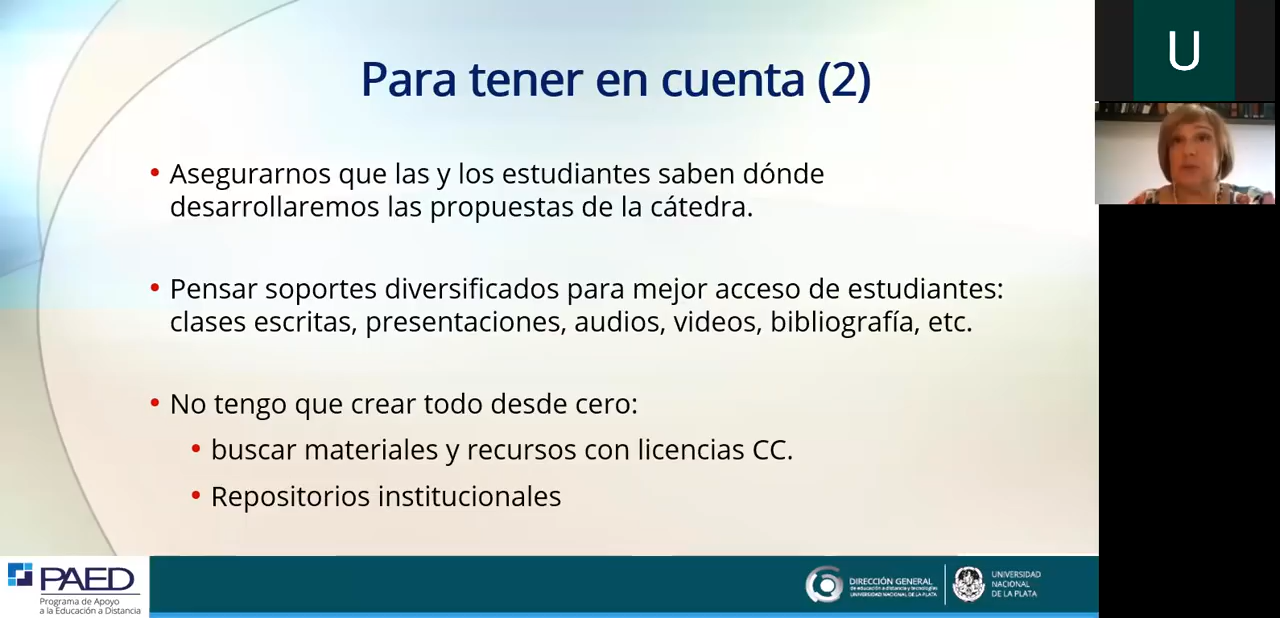 Para tener en cuenta (2)
U
• Asegurarnos que las y los estudiantes saben dónde
desarrollaremos las propuestas de la cátedra.
• Pensar soportes diversificados para mejor acceso de estudiantes:
clases escritas, presentaciones, audios, videos, bibliografía, etc.
• No tengo que crear todo desde cero:
• buscar materiales y recursos con licencias CC.
• Repositorios institucionales
PAED
Programa de Apoyo
a la Educación a Distancia
DIRECCIÓN GENERAL
de educación a distancia y tecnologías
UNIVERSIDAD NACIONAL DE LA PLATA
UNIVERSIDAD
NACIONAL
DE LA PLATA